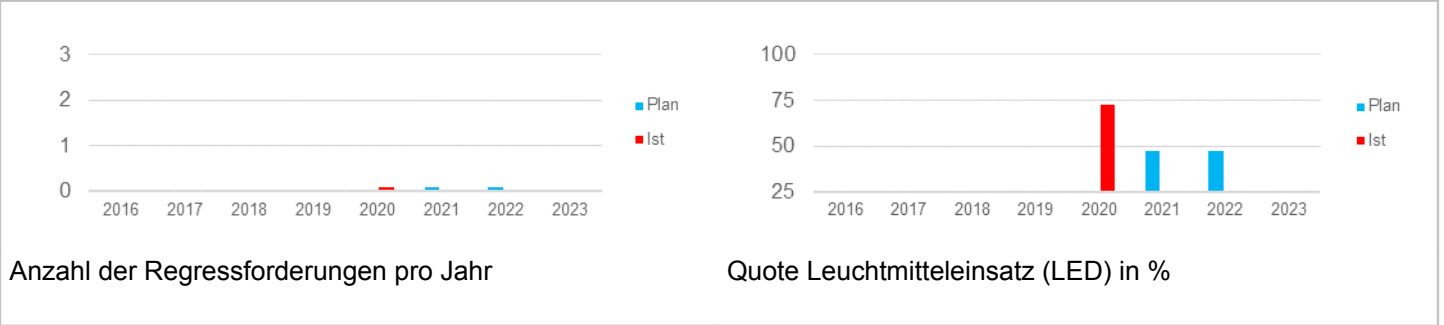 3
2
1
0
2016 2017 2018 2019 2020 2021 2022 2023
Plan
Ist
Anzahl der Regressforderungen pro Jahr
100
75
50
25
2016 2017 2018 2019 2020 2021 2022 2023
Plan
Ist
Quote Leuchtmitteleinsatz (LED) in %